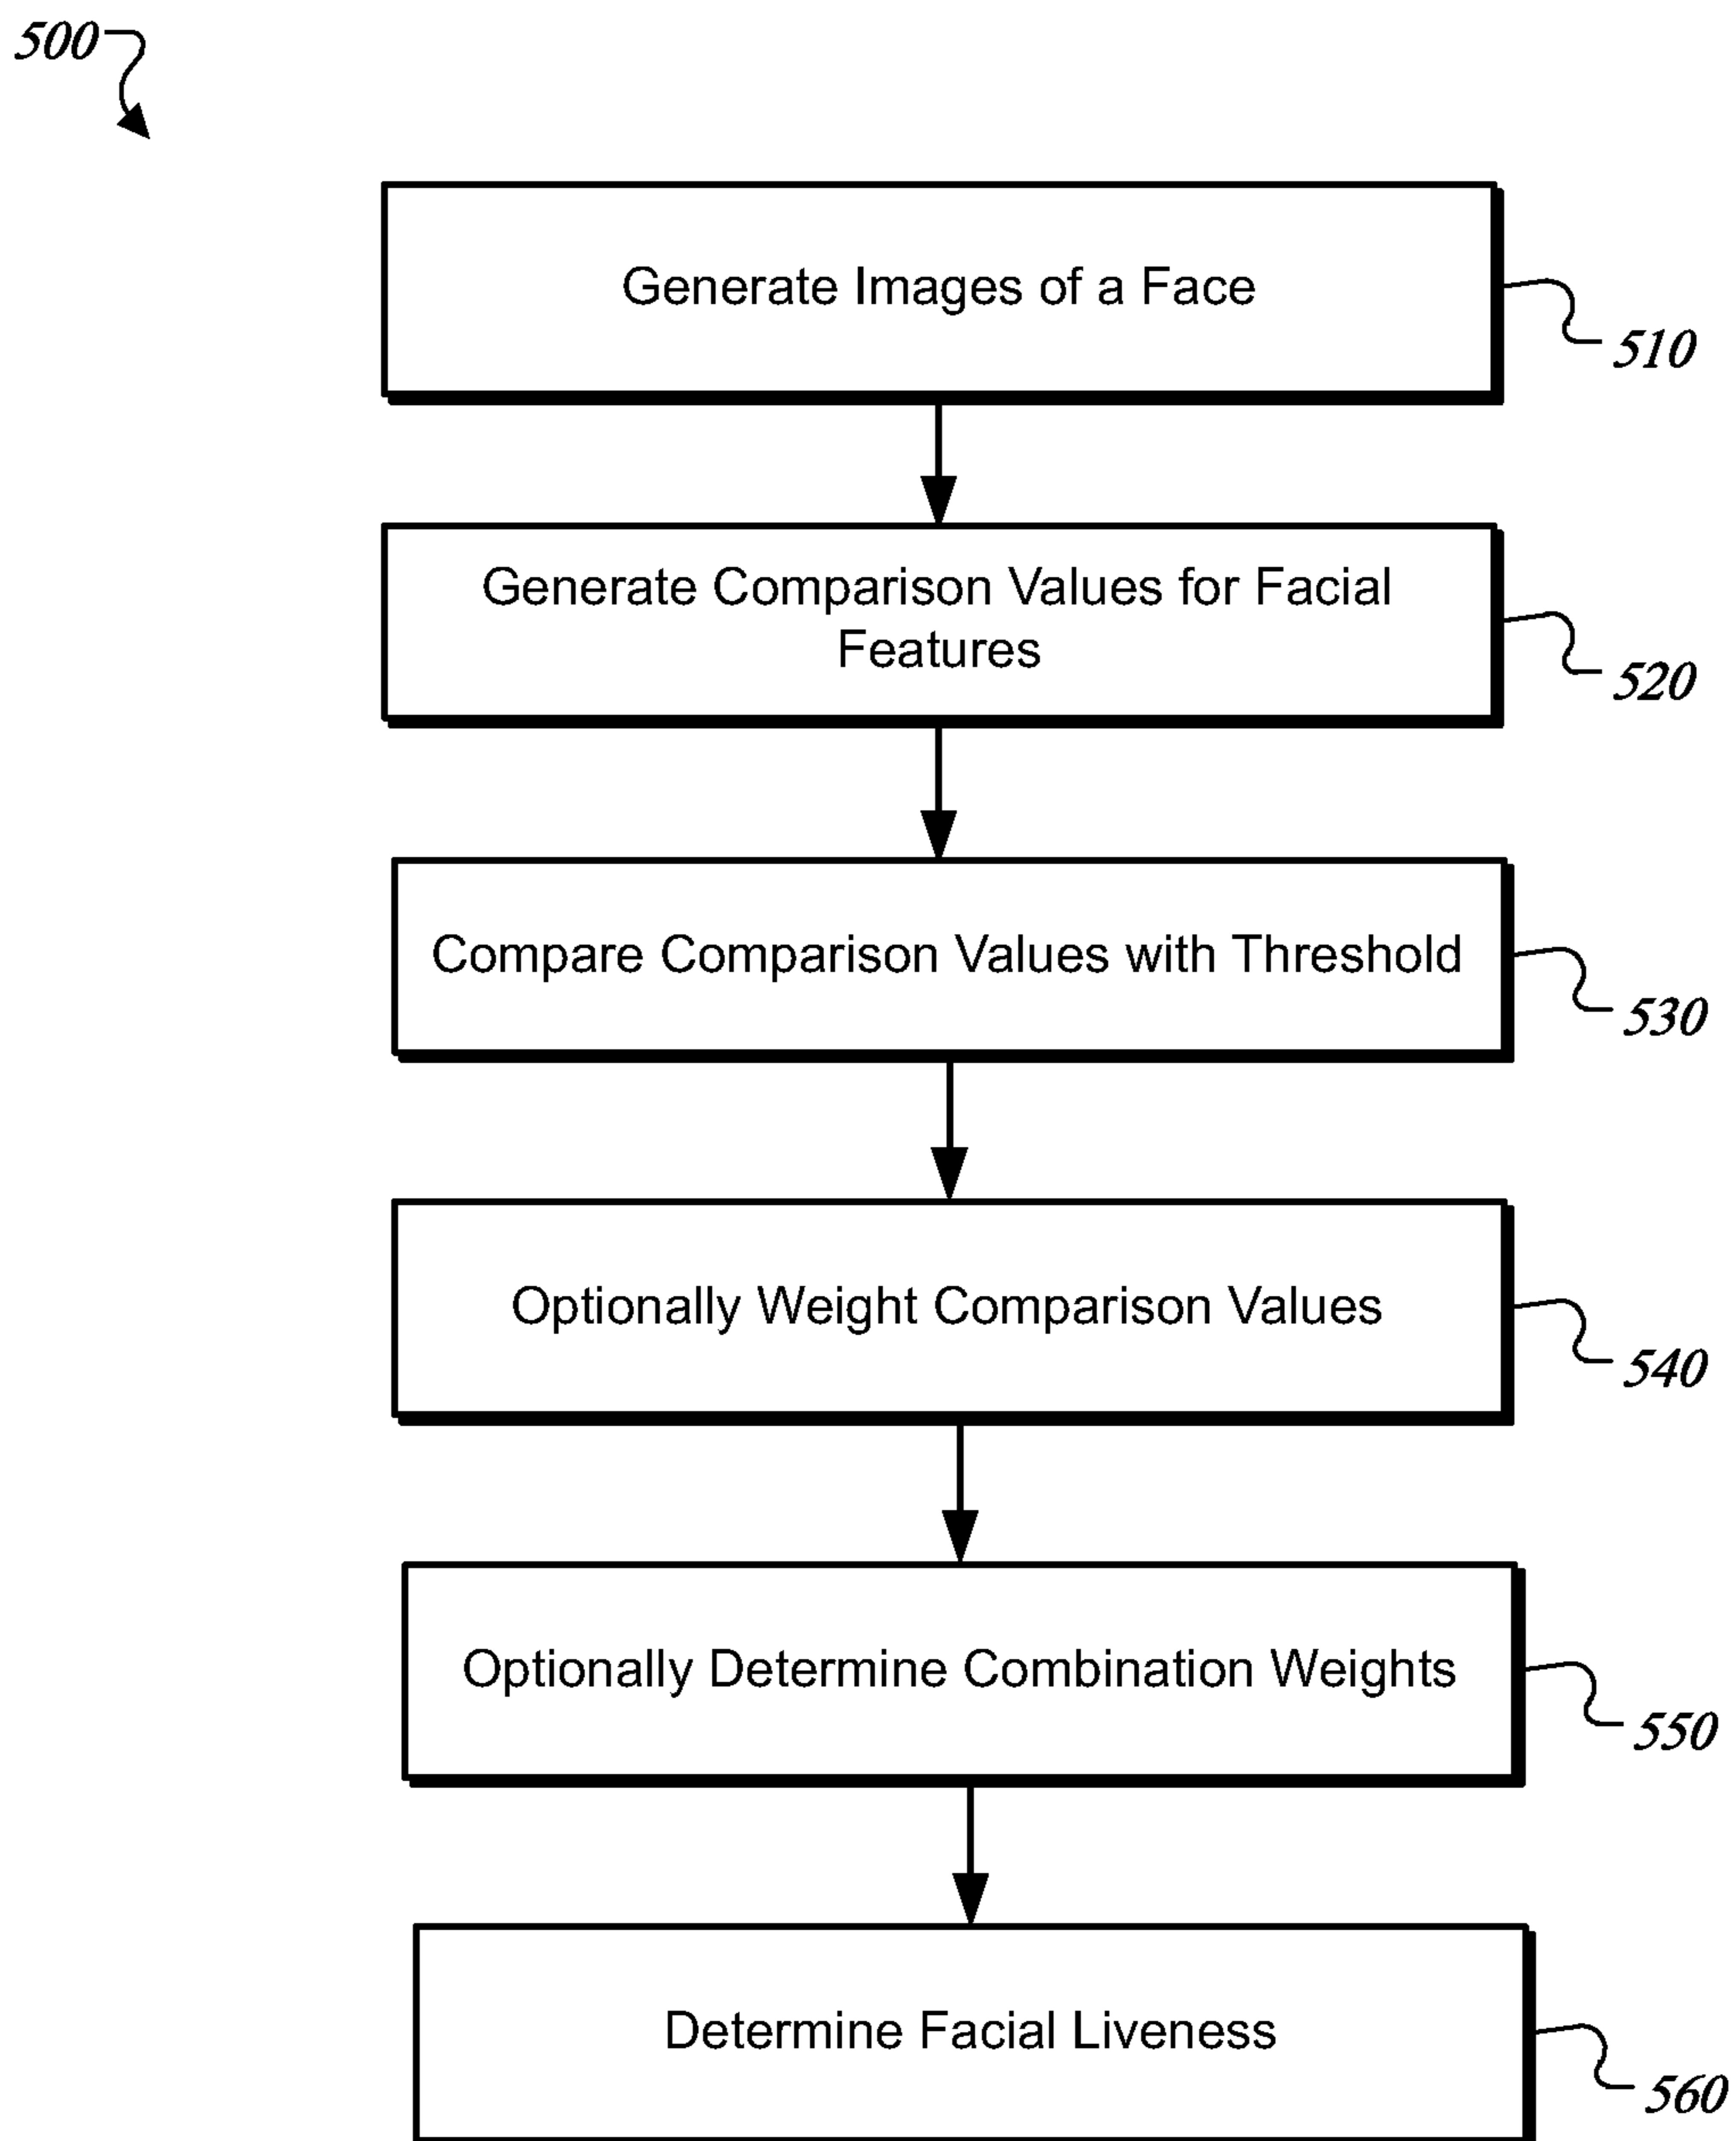 500
Generate Images of a Face
510
Generate Comparison Values for Facial
Features
520
Compare Comparison Values with Threshold
530
Optionally Weight Comparison Values
540
Optionally Determine Combination Weights
550
Determine Facial Liveness
560